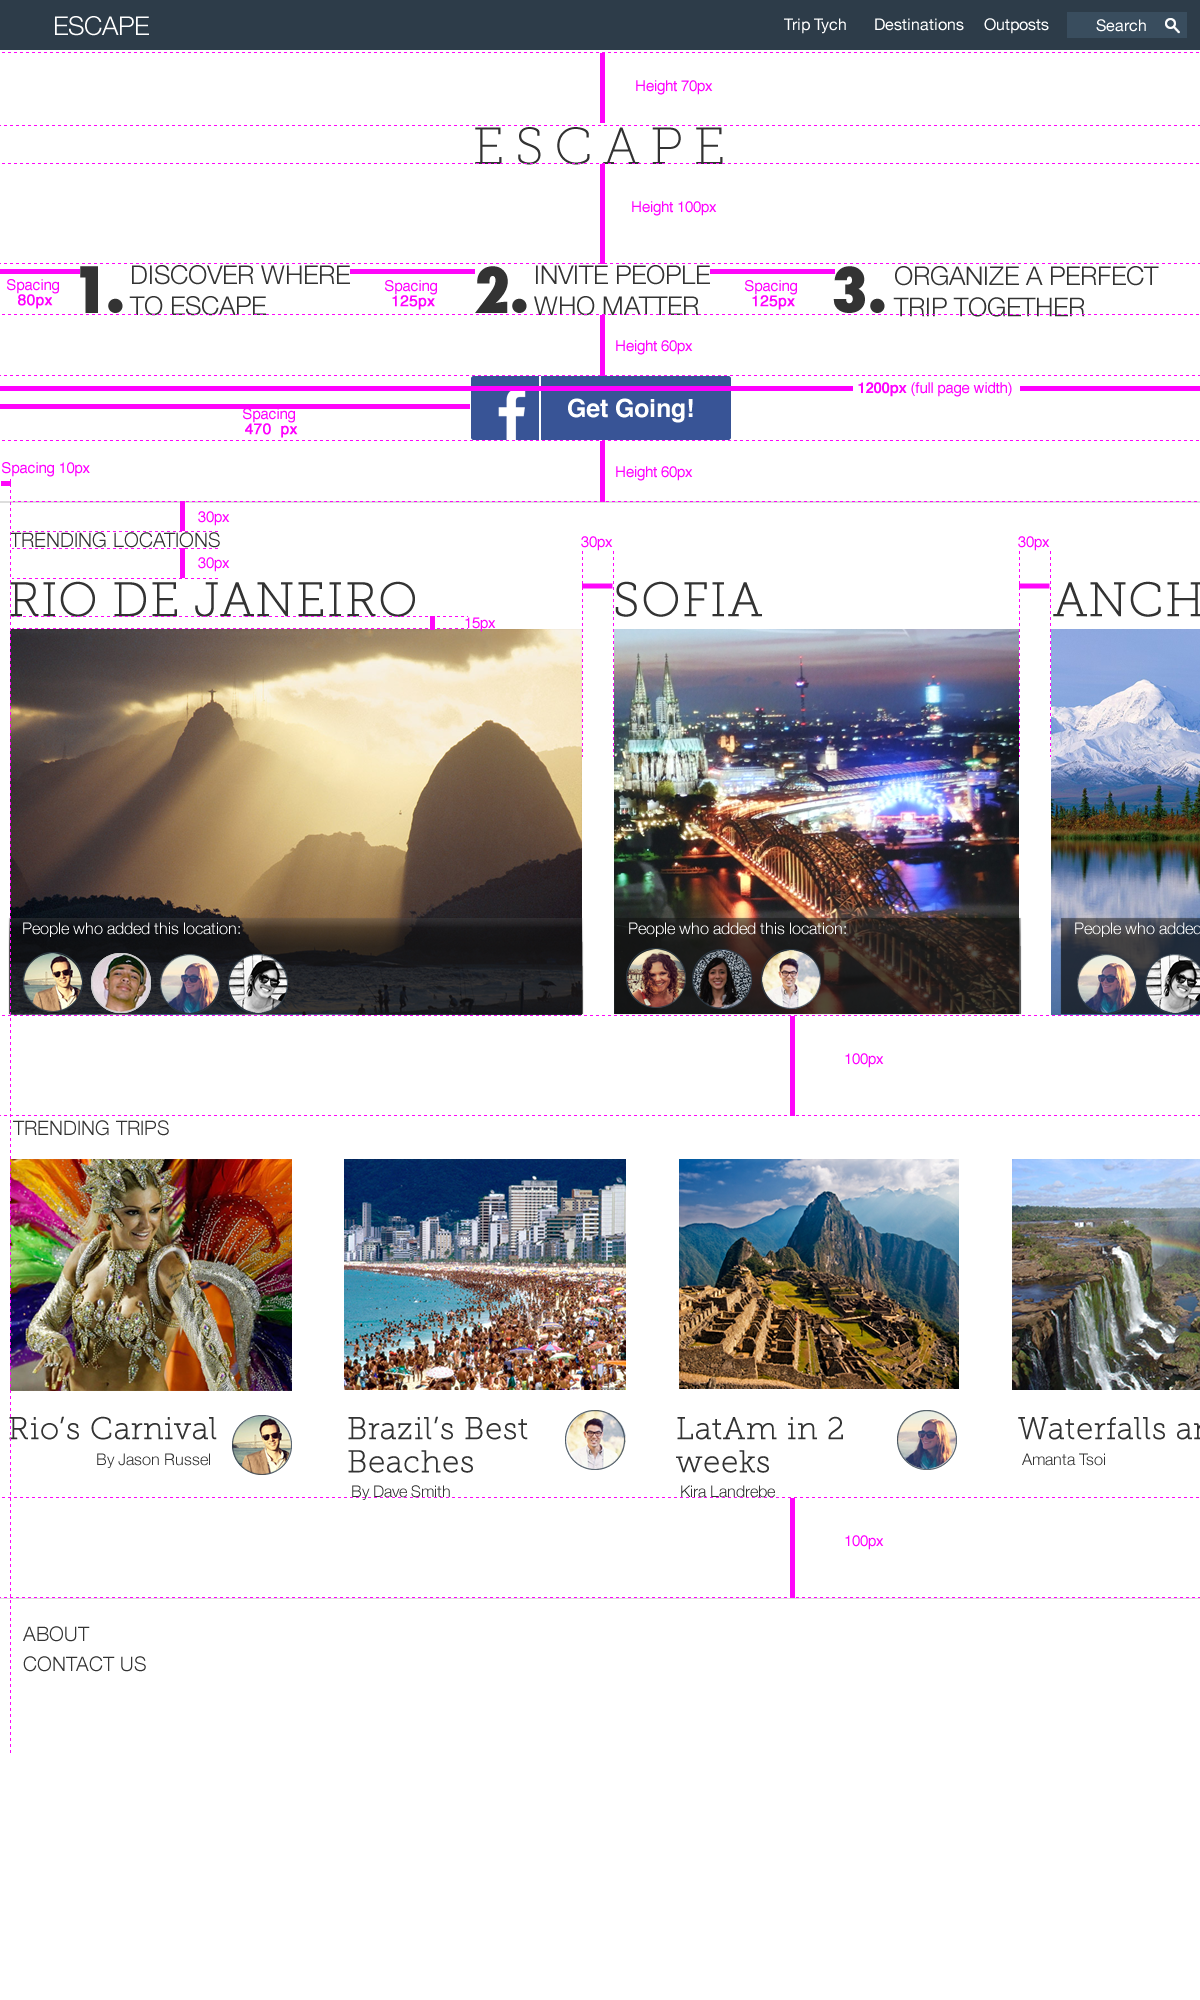 ESCAPE
Trip Tych
Destinations
Outposts
Search
Height 70px
ESCAPE
Height 100px
Spacing
80px
1.
DISCOVER WHERE
TO ESCAPE
Spacing
125px
2.
INVITE PEOPLE
WHO MATTER
Spacing
125px
3.
ORGANIZE A PERFECT
TRIP TOGETHER
Height 60px
1200px (full page width)
f
Get Going!
Spacing
470 px
Spacing 10px
Height 60px
30px
TRENDING LOCATIONS
30px
30px
30px
RIO DE JANEIRO
SOFIA
ANCH
15px
People who added this location:
People who added this location:
People who added
100px
TRENDING TRIPS
Rio's Carnival
By Jason Russel
Brazil's Best
Beaches
By Dave Smith
LatAm in 2
weeks
Kira Landrebe
Waterfalls ar
Amanta Tsoi
100px
ABOUT
CONTACT US